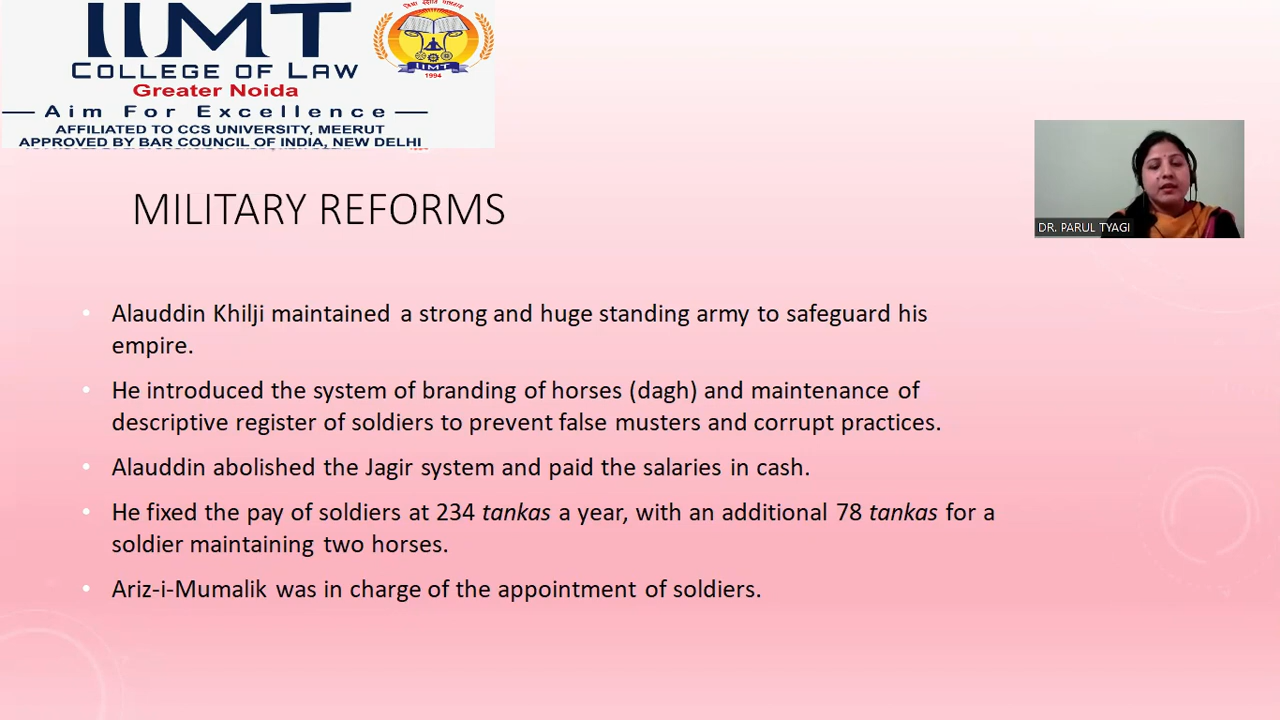 IIMT
COLLEGE OF LAW
Greater Noida
Aim For Excellence
AFFILIATED TO CCS UNIVERSITY, MEERUT
APPROVED BY BAR COUNCIL OF INDIA, NEW DELHI
IIMT
1994
DR. PARUL TYAGI
MILITARY REFORMS
• Alauddin Khilji maintained a strong and huge standing army to safeguard his
empire.
• He introduced the system of branding of horses (dagh) and maintenance of
descriptive register of soldiers to prevent false musters and corrupt practices.
• Alauddin abolished the Jagir system and paid the salaries in cash.
• He fixed the pay of soldiers at 234 tankas a year, with an additional 78 tankas for a
soldier maintaining two horses.
• Ariz-i-Mumalik was in charge of the appointment of soldiers.